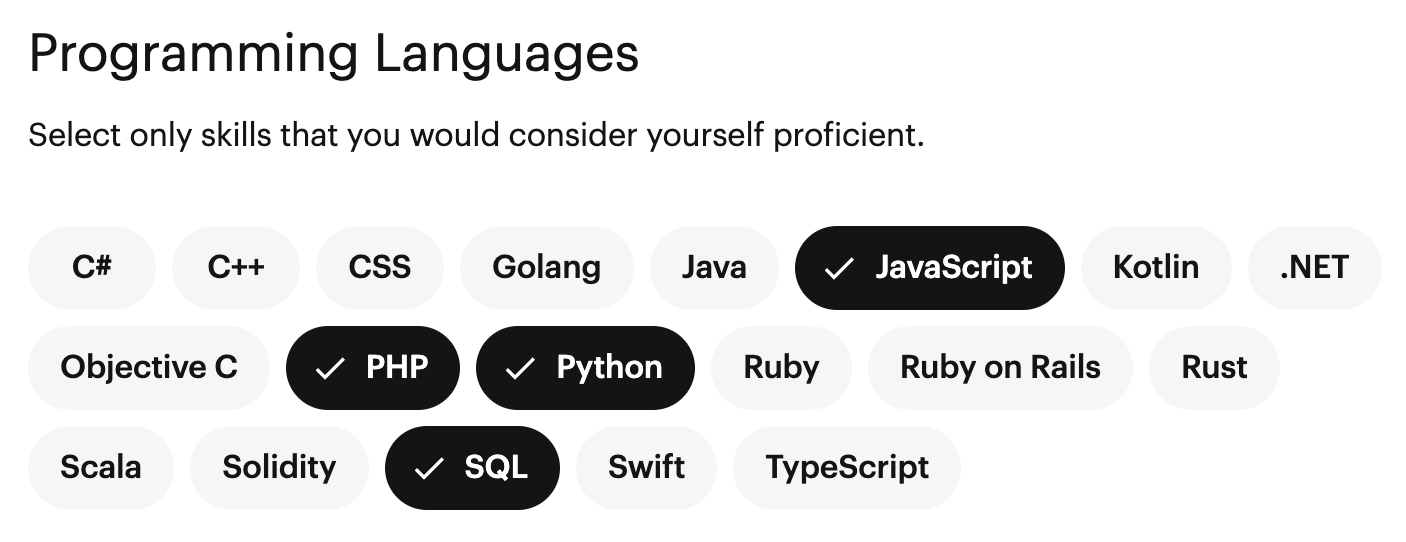 Programming Languages
Select only skills that you would consider yourself proficient.
C# C++ CSS Golang Java JavaScript Kotlin .NET
Objective C PHP Python Ruby Ruby on Rails Rust
Scala Solidity SQL Swift TypeScript